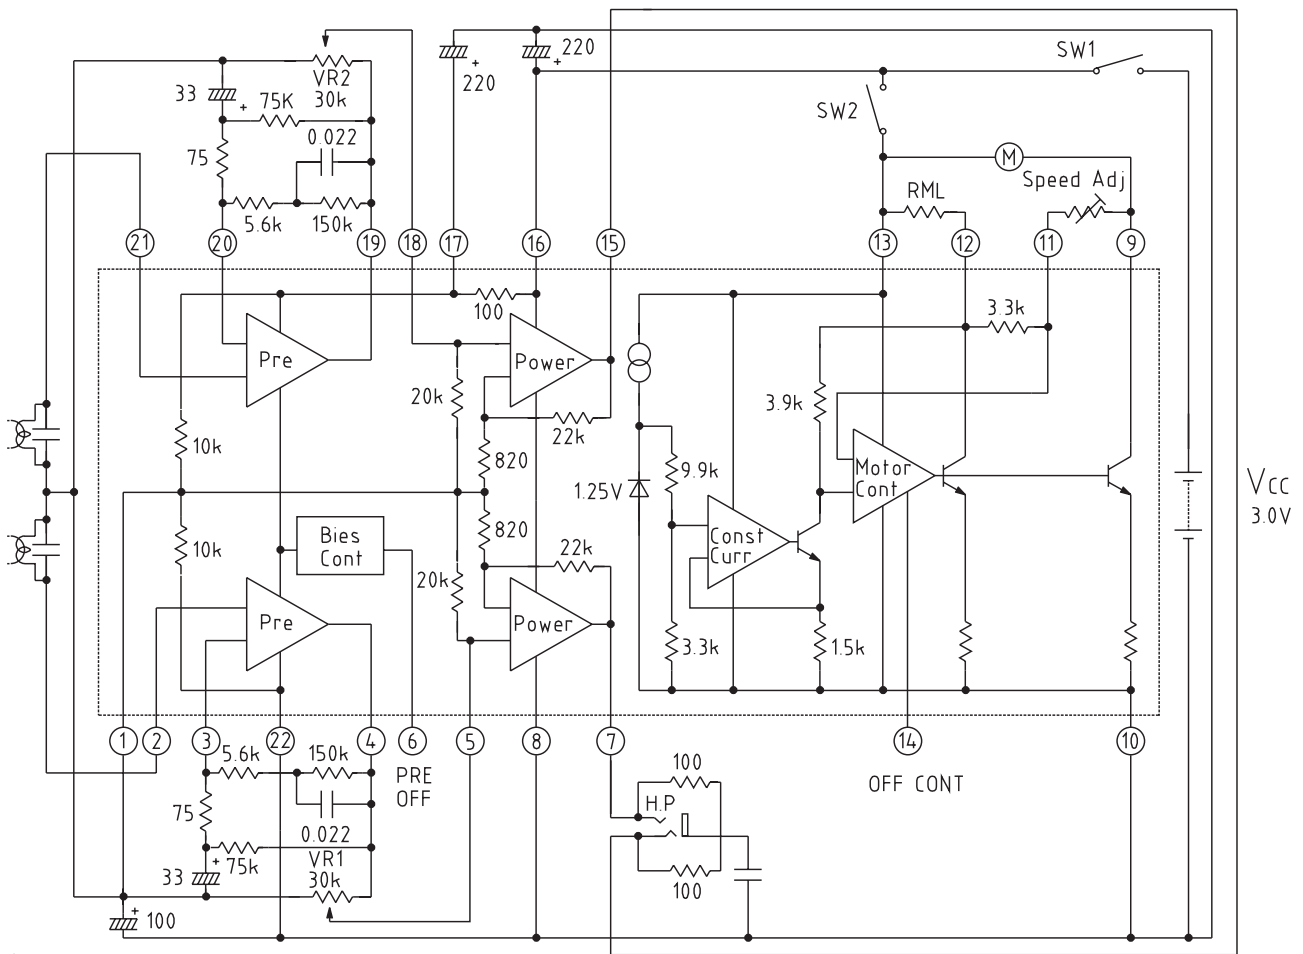 SW1
220
+
220
+
VR2
30k
33
+
75K
SW2
0.022
75
M
Speed Adj
RML
5.6k
150k
21
20
19
18
17
16
15
13
12
11
9
100
3.3k
Pre
Power
20k
3.9k
22k
10k
820
9.9k
Motor
Cont
1.25V
VCC
3.0V
Bies
Cont
820
Const
Curr
10k
22k
20k
Pre
Power
3.3k
1.5k
1
2
3
22
4
6
5
8
7
14
10
5.6k
150k
PRE
OFF
100
OFF CONT
75
H.P
0.022
+
75k
VR1
33
30k
100
+
100